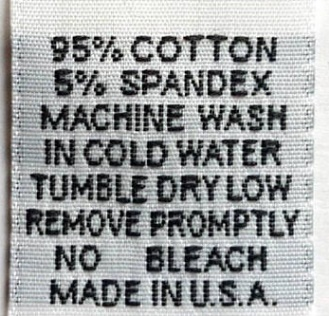 95% COTTON
5% SPANDEX
MACHINE WASH
IN COLD WATER
TUMBLE DRY LOW
REMOVE PROMPTLY
NO BLEACH
MADE IN U.S.A.